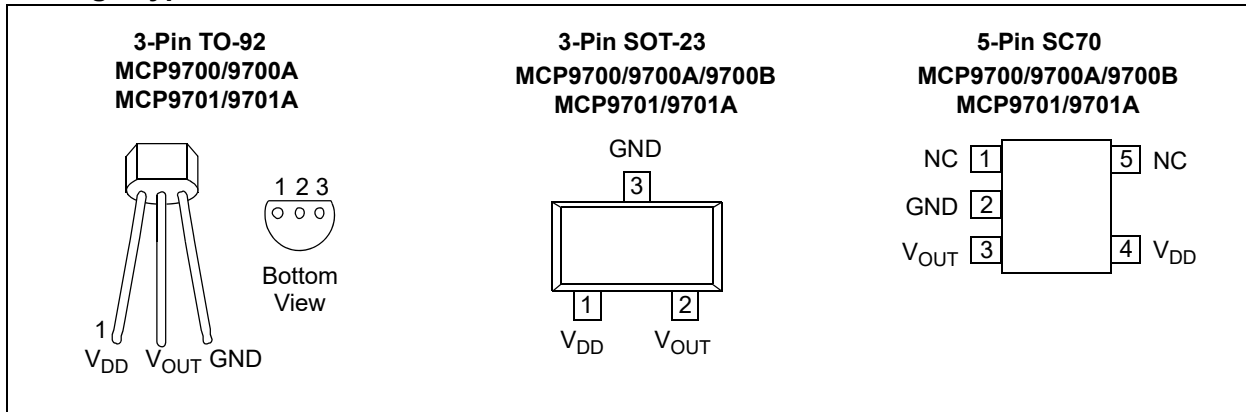 3-Pin TO-92
MCP9700/9700A
MCP9701/9701A
1 2 3
Bottom
View
1
VDD VOUT GND
3-Pin SOT-23
MCP9700/9700A/9700B
MCP9701/9701A
GND
3
1 2
VDD VOUT
5-Pin SC70
MCP9700/9700A/9700B
MCP9701/9701A
NC 1 5 NC
GND 2
VOUT 3 4 VDD